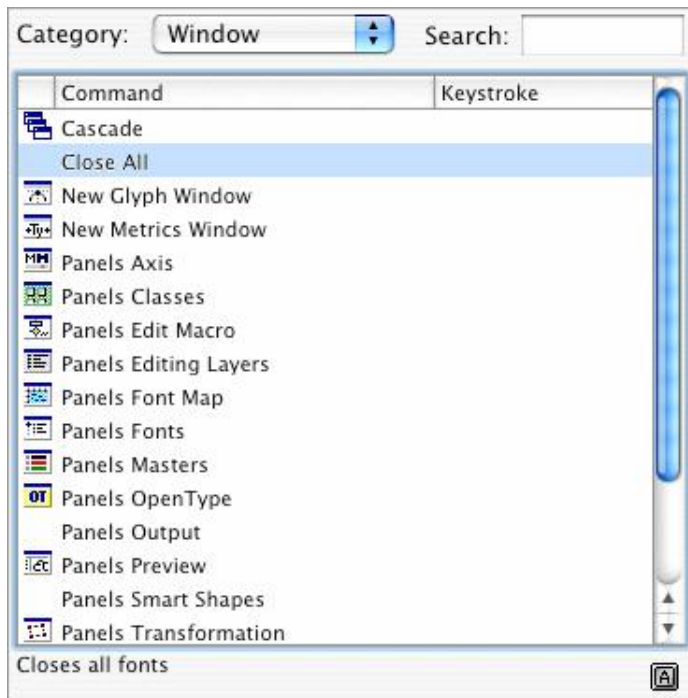 Category: Window Search:
Command Keystroke
Cascade
Close All
New Glyph Window
New Metrics Window
Panels Axis
Panels Classes
Panels Edit Macro
Panels Editing Layers
Panels Font Map
Panels Fonts
Panels Masters
OT Panels OpenType
Panels Output
Panels Preview
Panels Smart Shapes
Panels Transformation
Closes all fonts A